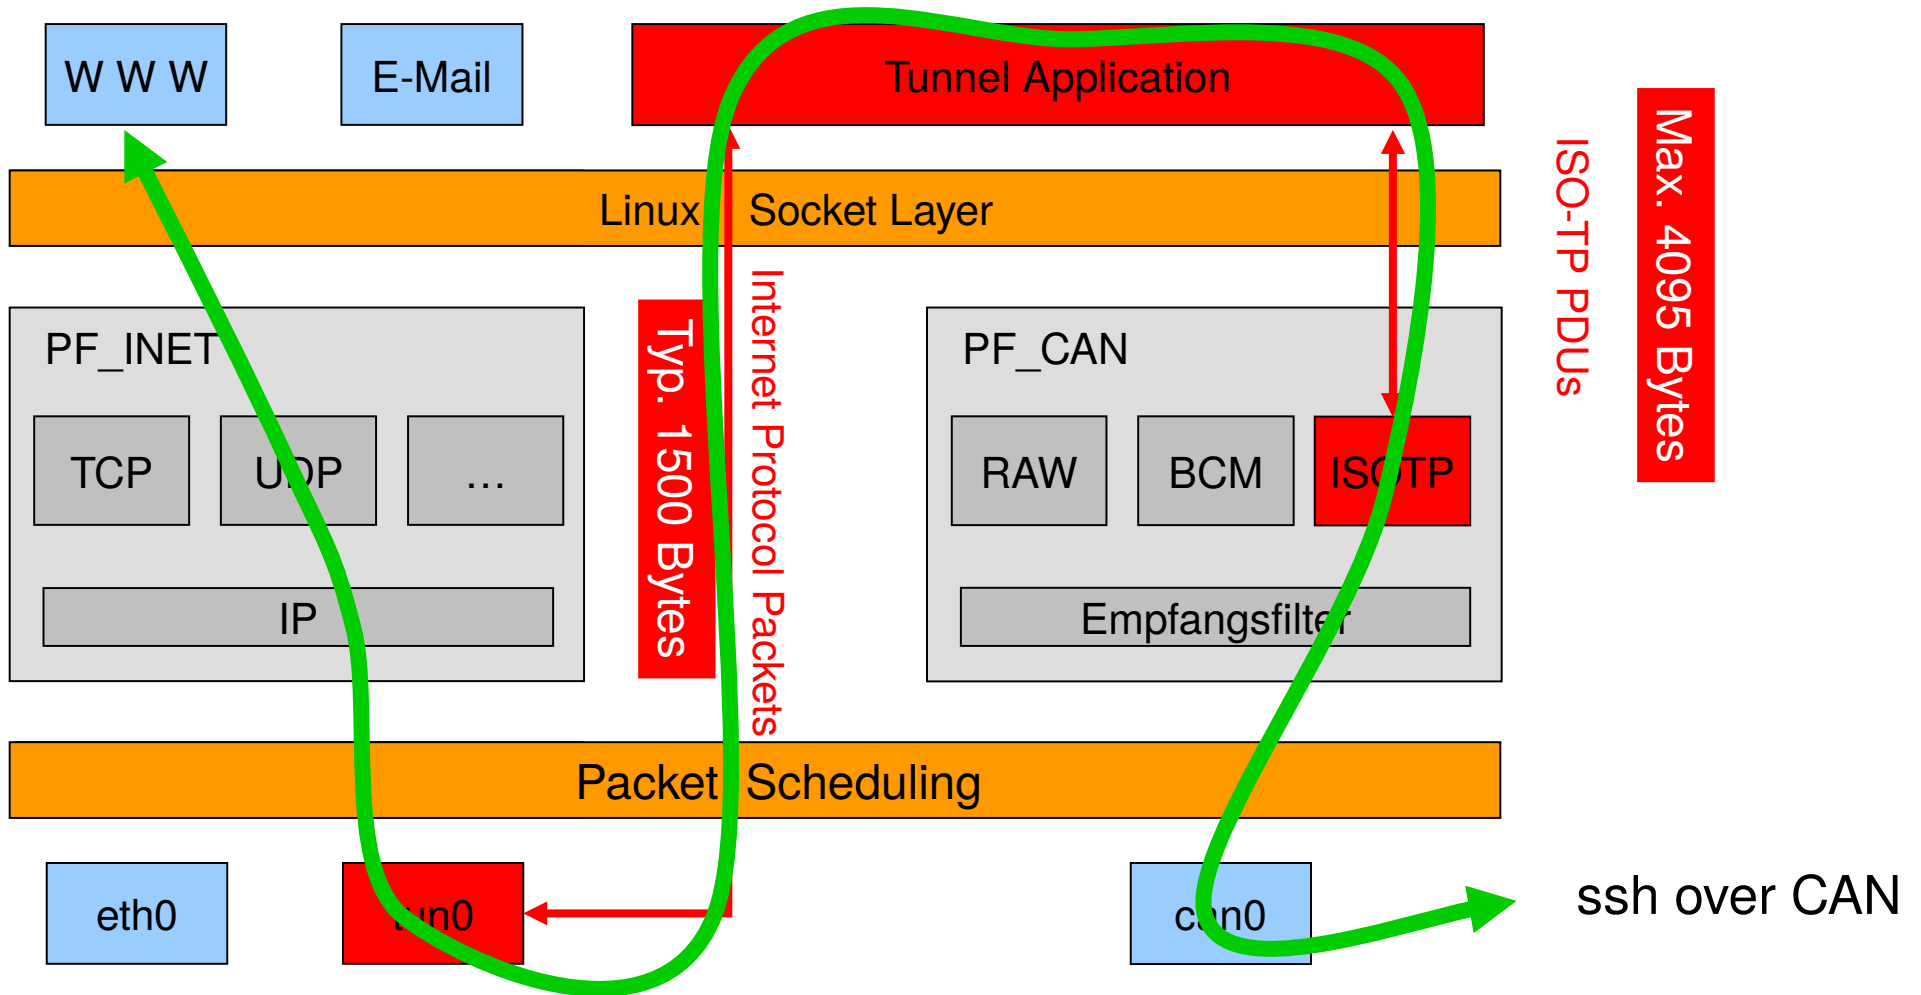 W W W
E-Mail
Tunnel Application
Linux Socket Layer
PF_INET
TCP
UDP
…
IP
Typ. 1500 Bytes
Internet Protocol Packets
PF_CAN
RAW
BCM
ISOTP
Empfangsfilter
ISO-TP PDUs
Max. 4095 Bytes
Packet Scheduling
eth0
tun0
can0
ssh over CAN